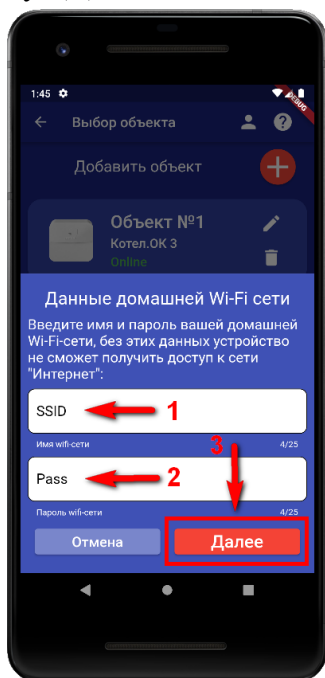 1:45
DEBUG
Выбор объекта
Добавить объект
Объект №1
Котел.ОК 3
Online
Данные домашней Wi-Fi сети
Введите имя и пароль вашей домашней
Wi-Fi-сети, без этих данных устройство
не сможет получить доступ к сети
"Интернет":
SSID 1
Имя wifi-сети 3 4/25
Pass 2
Пароль wifi-сети 4/25
Отмена Далее